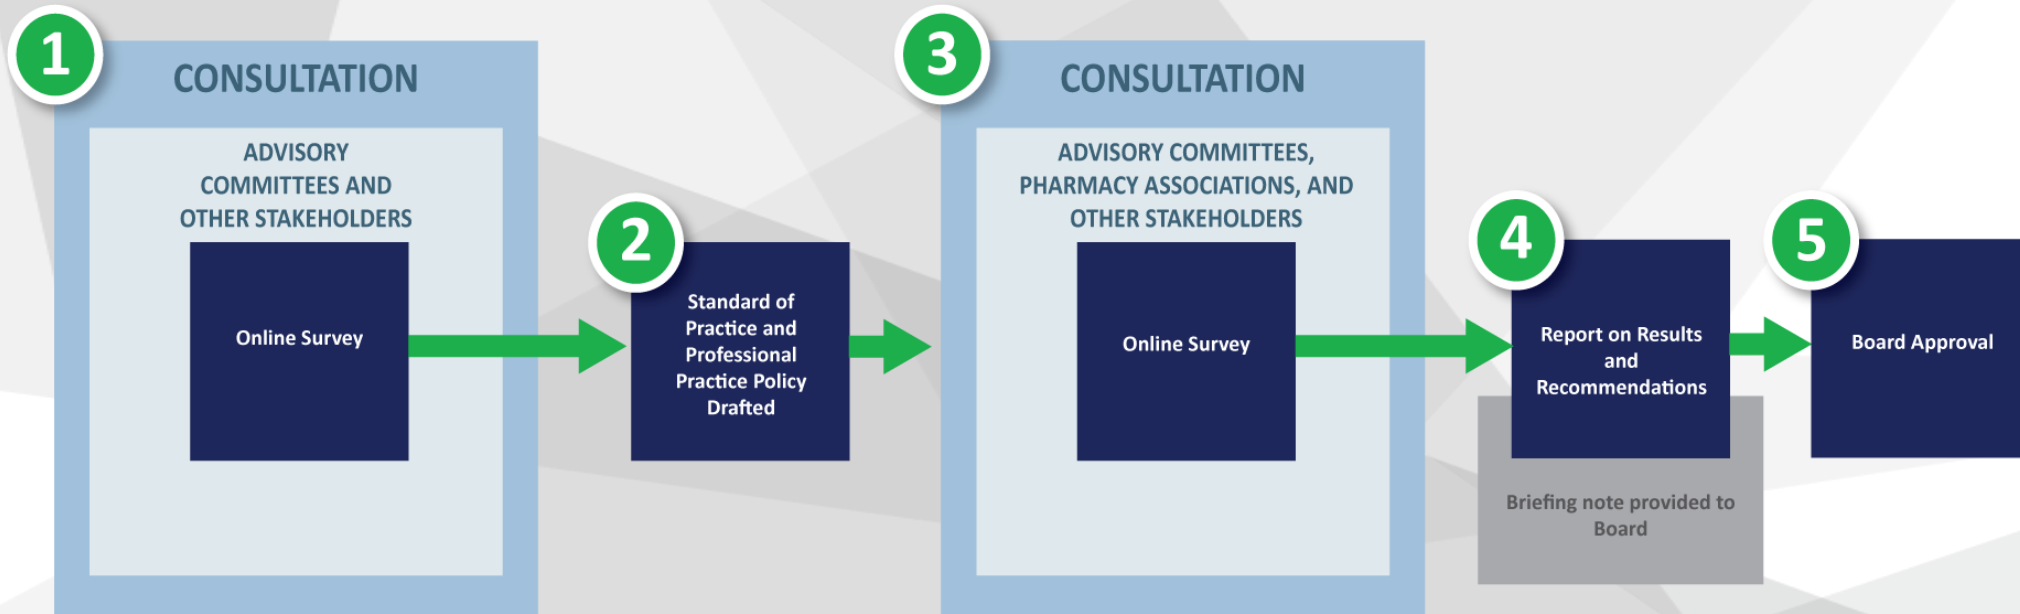 1
CONSULTATION
ADVISORY
COMMITTEES AND
OTHER STAKEHOLDERS
Online Survey
2
Standard of
Practice and
Professional
Practice Policy
Drafted
3
CONSULTATION
ADVISORY COMMITTEES,
PHARMACY ASSOCIATIONS, AND
OTHER STAKEHOLDERS
Online Survey
4
Report on Results
and
Recommendations
Briefing note provided to
Board
5
Board Approval